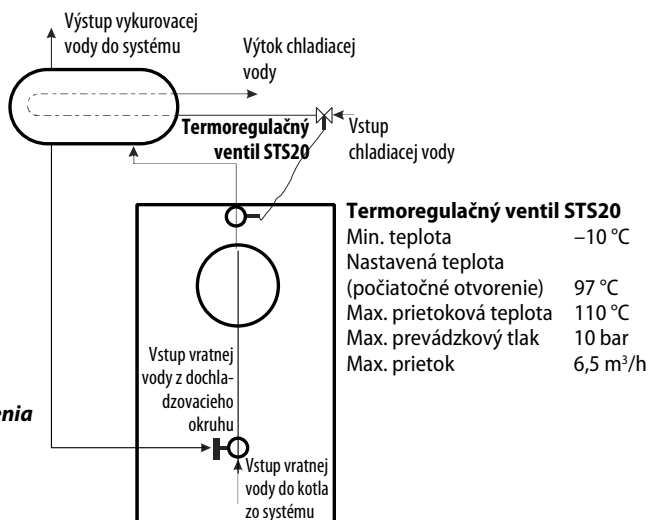 Výstup vykurovacej
vody do systému
Výtok chladiacej
vody
Termoregulačný
ventil STS20
Vstup
chladiacej vody
Termoregulačný ventil STS20
Min. teplota –10 °C
Nastavená teplota
(počiatočné otvorenie) 97 °C
Max. prietoková teplota 110 °C
Max. prevádzkový tlak 10 bar
Max. prietok 6,5 m³/h
Vstup vratnej
vody z dochla-
dzovacieho
okruhu
enia
Vstup vratnej
vody do kotla
zo systému